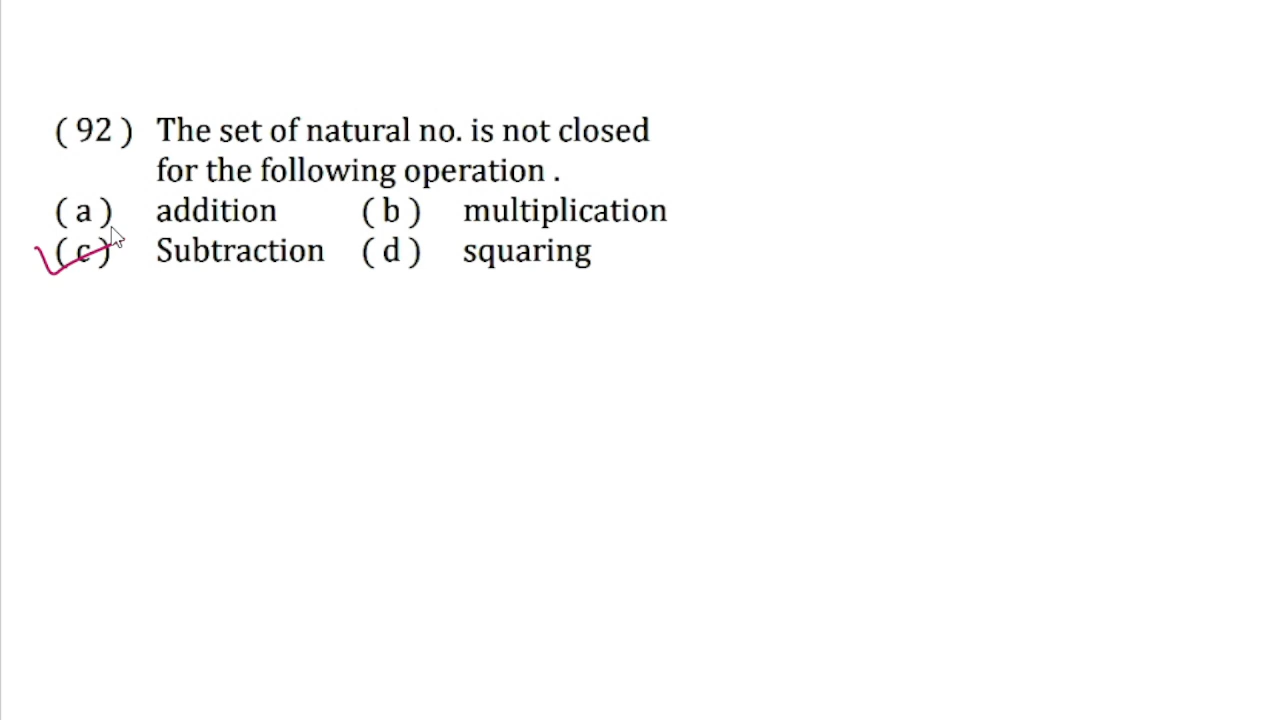 ( 92 ) The set of natural no. is not closed
for the following operation .
( a ) addition ( b ) multiplication
( c ) Subtraction ( d ) squaring